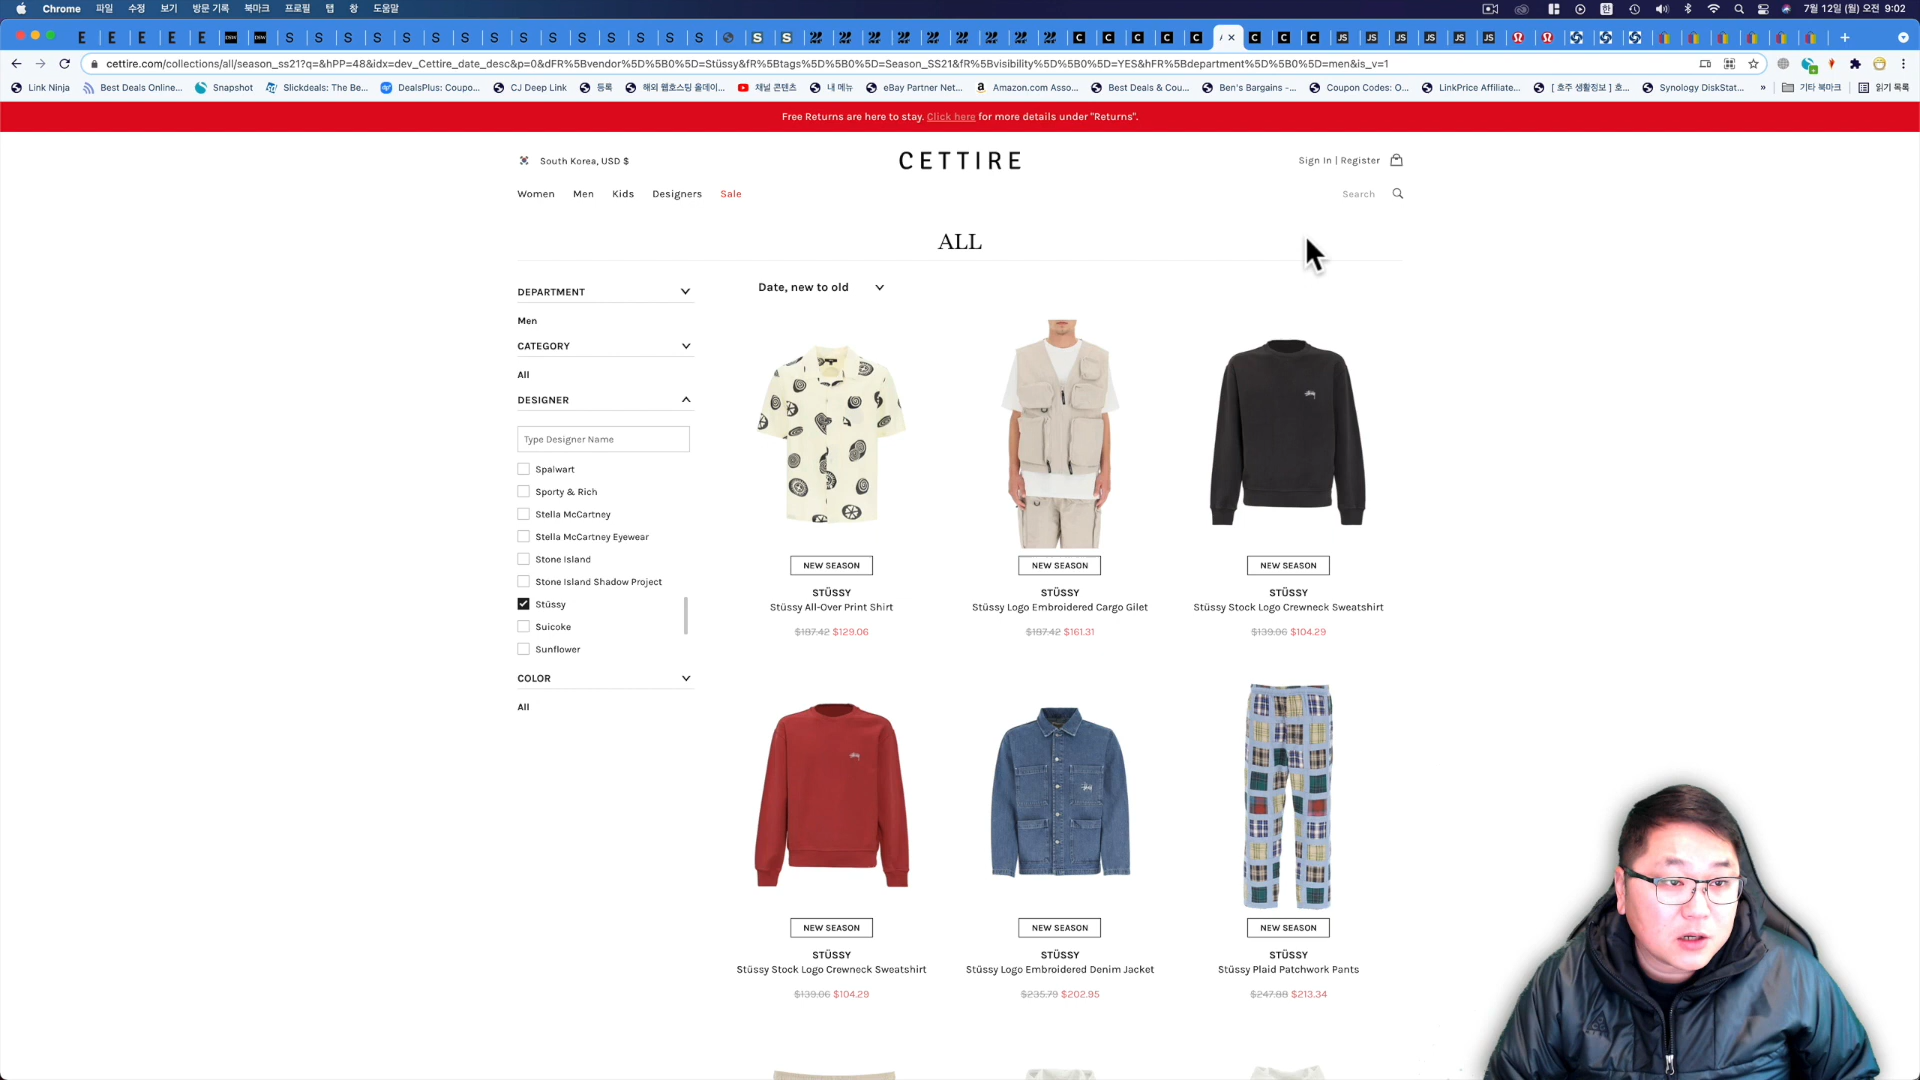 Chrome 파일 수정 보기 방문 기록 북마크 프로필 탭 창 도움말 7월 12일 (월) 오전 9:02
cettire.com/collections/all/season_ss21?q=&hPP=48&idx=dev_Cettire_date_desc&p=0&dFR%5Bvendor%5D%5B0%5D=Stüssy&fR%5Btags%5D%5B0%5D=Season_SS21&fR%5Bvisibility%5D%5B0%5D=YES&hFR%5Bdepartment%5D%5B0%5D=men&is_v=1
Link Ninja Best Deals Online... Snapshot Slickdeals: The Be... DealsPlus: Coupo... CJ Deep Link 등록 해외 웹호스팅 올데이... 채널 콘텐츠 내 메뉴 eBay Partner Net... Amazon.com Asso... Best Deals & Cou... Ben's Bargains -... Coupon Codes: O... LinkPrice Affiliate... [ 호주 생활정보 ] 호... Synology DiskStat... » 기타 북마크 읽기 목록
Free Returns are here to stay. Click here for more details under "Returns".
South Korea, USD $
CETTIRE
Sign In | Register
Women Men Kids Designers Sale
Search
ALL
DEPARTMENT
Men
CATEGORY
All
DESIGNER
Type Designer Name
Spalwart
Sporty & Rich
Stella McCartney
Stella McCartney Eyewear
Stone Island
Stone Island Shadow Project
Stüssy
Suicoke
Sunflower
COLOR
All
Date, new to old
NEW SEASON
STÜSSY
Stüssy All-Over Print Shirt
$187.42 $129.06
NEW SEASON
STÜSSY
Stüssy Logo Embroidered Cargo Gilet
$187.42 $161.31
NEW SEASON
STÜSSY
Stüssy Stock Logo Crewneck Sweatshirt
$139.06 $104.29
NEW SEASON
STÜSSY
Stüssy Stock Logo Crewneck Sweatshirt
$139.06 $104.29
NEW SEASON
STÜSSY
Stüssy Logo Embroidered Denim Jacket
$235.79 $202.95
NEW SEASON
STÜSSY
Stüssy Plaid Patchwork Pants
$247.88 $213.34